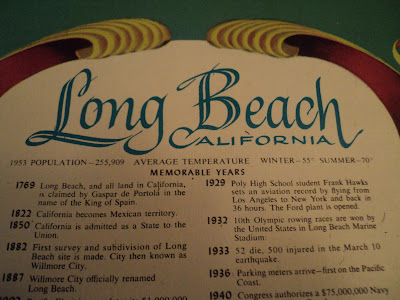 Long Beach
CALIFORNIA
1953 POPULATION-255,909 AVERAGE TEMPERATURE WINTER-55° SUMMER-70°
MEMORABLE YEARS
1769 Long Beach, and all land in California,
is claimed by Gaspar de Portolá in the
name of the King of Spain.
1822 California becomes Mexican territory.
1850 California is admitted as a State to the
Union.
1882 First survey and subdivision of Long
Beach site is made. City then known as
Willmore City.
1887 Willmore City officially renamed
Long Beach.
1929 Poly High School student Frank Hawks
sets an aviation record by flying from
Los Angeles to New York and back in
36 hours. The Ford plant is opened.
1932 10th Olympic rowing races are won by
the United States in Long Beach Marine
Stadium.
1933 52 die, 500 injured in the March 10
earthquake.
1936 Parking meters arrive-first on the Pacific
Coast.
1940 Congress authorizes a $75,000,000 Navy